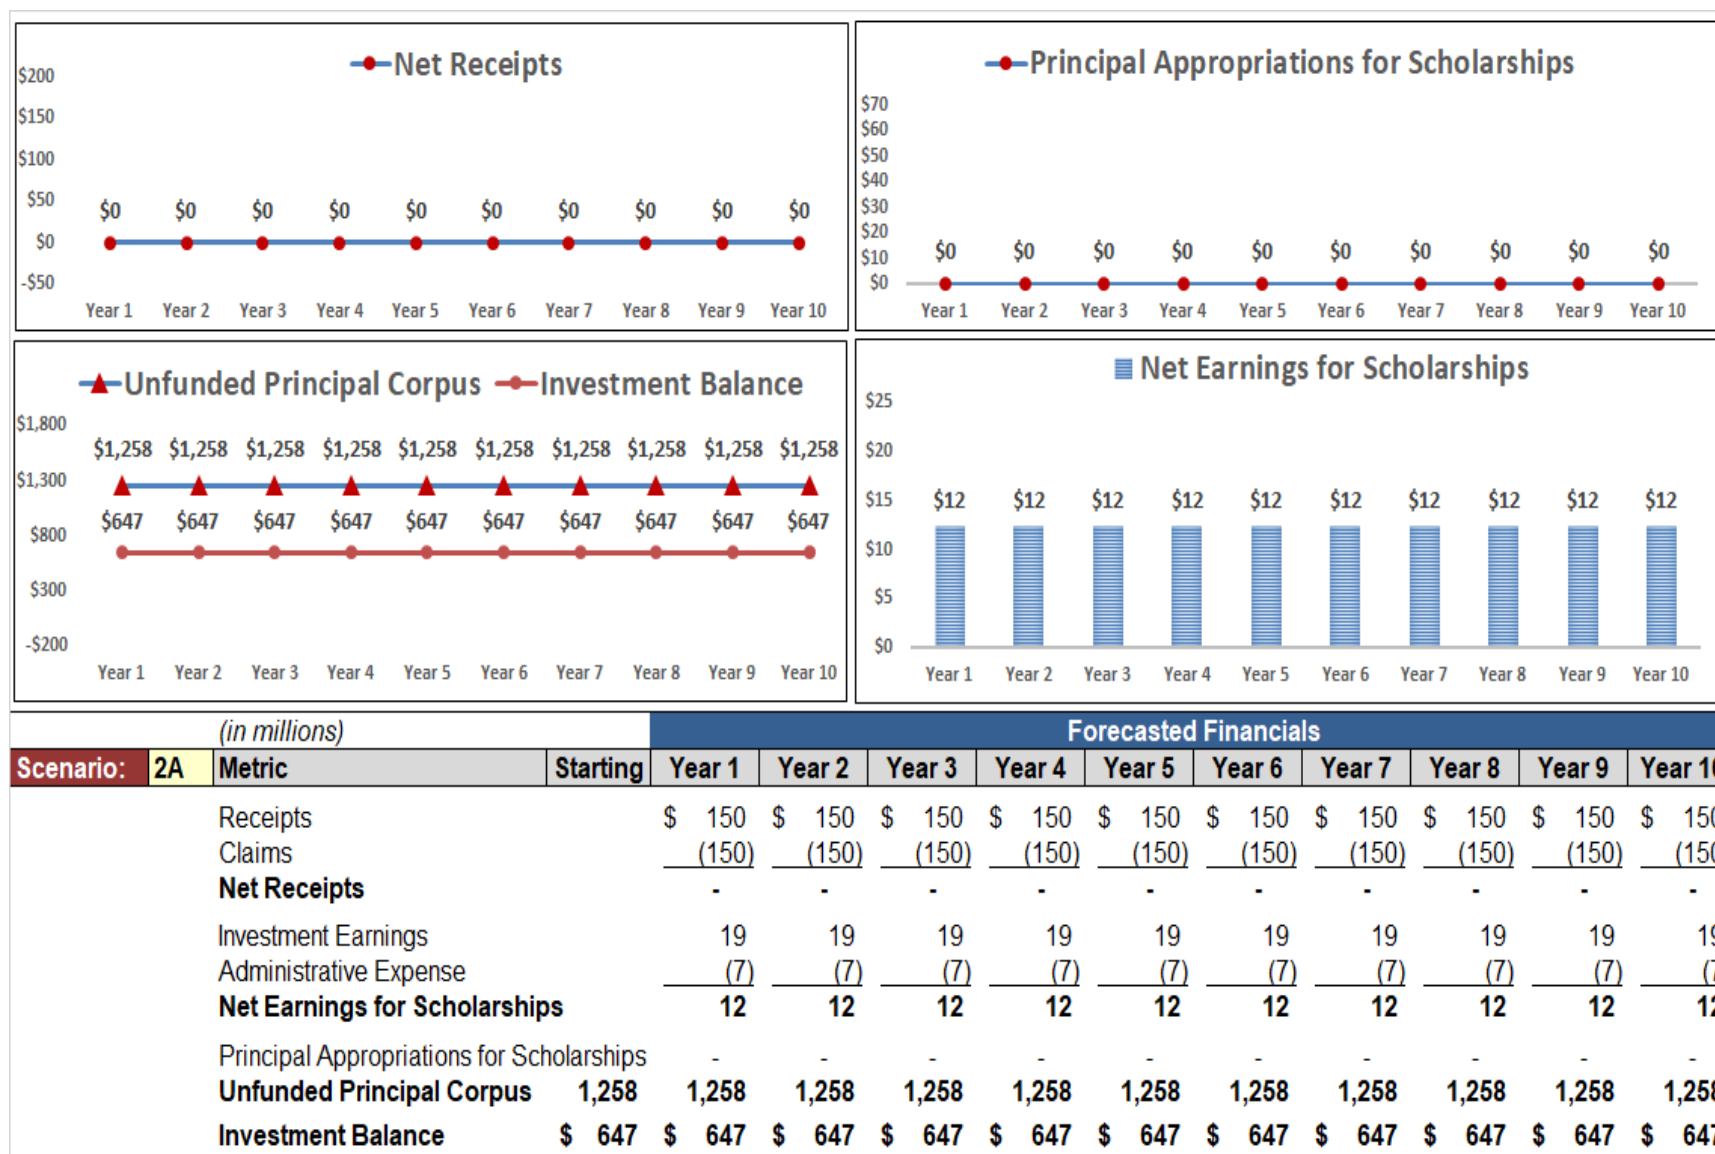 Net Receipts
$200
$150
$100
$50
$0
-$50
$0 $0 $0 $0 $0 $0 $0 $0 $0 $0
Year 1 Year 2 Year 3 Year 4 Year 5 Year 6 Year 7 Year 8 Year 9 Year 10
Principal Appropriations for Scholarships
$70
$60
$50
$40
$30
$20
$10
$0
$0 $0 $0 $0 $0 $0 $0 $0 $0 $0
Year 1 Year 2 Year 3 Year 4 Year 5 Year 6 Year 7 Year 8 Year 9 Year 10
Unfunded Principal Corpus Investment Balance
$1,800
$1,300
$800
$300
-$200
$1,258 $1,258 $1,258 $1,258 $1,258 $1,258 $1,258 $1,258 $1,258 $1,258
$647 $647 $647 $647 $647 $647 $647 $647 $647 $647
Year 1 Year 2 Year 3 Year 4 Year 5 Year 6 Year 7 Year 8 Year 9 Year 10
Net Earnings for Scholarships
$25
$20
$15
$10
$5
$0
$12 $12 $12 $12 $12 $12 $12 $12 $12 $12
Year 1 Year 2 Year 3 Year 4 Year 5 Year 6 Year 7 Year 8 Year 9 Year 10
(in millions) Forecasted Financials
Scenario: 2A Metric Starting Year 1 Year 2 Year 3 Year 4 Year 5 Year 6 Year 7 Year 8 Year 9 Year 10
Receipts $ 150 $ 150 $ 150 $ 150 $ 150 $ 150 $ 150 $ 150 $ 150 $ 150
Claims (150) (150) (150) (150) (150) (150) (150) (150) (150) (150
Net Receipts - - - - - - - - - -
Investment Earnings 19 19 19 19 19 19 19 19 19 19
Administrative Expense (7) (7) (7) (7) (7) (7) (7) (7) (7) (7
Net Earnings for Scholarships 12 12 12 12 12 12 12 12 12 12
Principal Appropriations for Scholarships - - - - - - - - - -
Unfunded Principal Corpus 1,258 1,258 1,258 1,258 1,258 1,258 1,258 1,258 1,258 1,258 1,258
Investment Balance $ 647 $ 647 $ 647 $ 647 $ 647 $ 647 $ 647 $ 647 $ 647 $ 647 $ 647